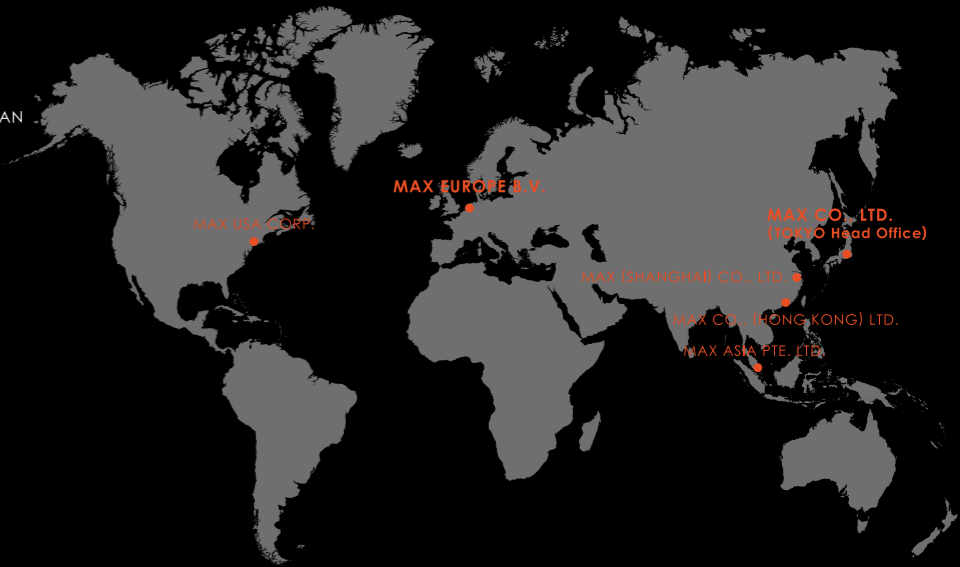 AN
MAX EUROPE B.V.
MAX USA CORP.
MAX CO., LTD.
(TOKYO Head Office)
MAX (SHANGHAI) CO., LTD.
MAX CO., (HONG KONG) LTD.
MAX ASIA PTE. LTD.